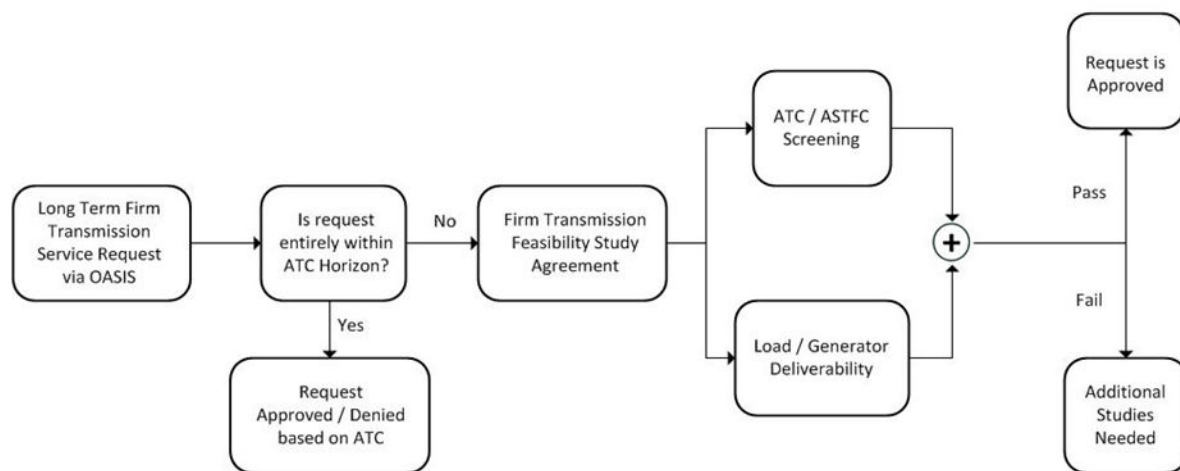 Long Term Firm
Transmission
Service Request
via OASIS
Is request
entirely within
ATC Horizon?
No
Yes
Request
Approved / Denied
based on ATC
Firm Transmission
Feasibility Study
Agreement
ATC / ASTFC
Screening
Load / Generator
Deliverability
+
Pass
Fail
Request is
Approved
Additional
Studies
Needed